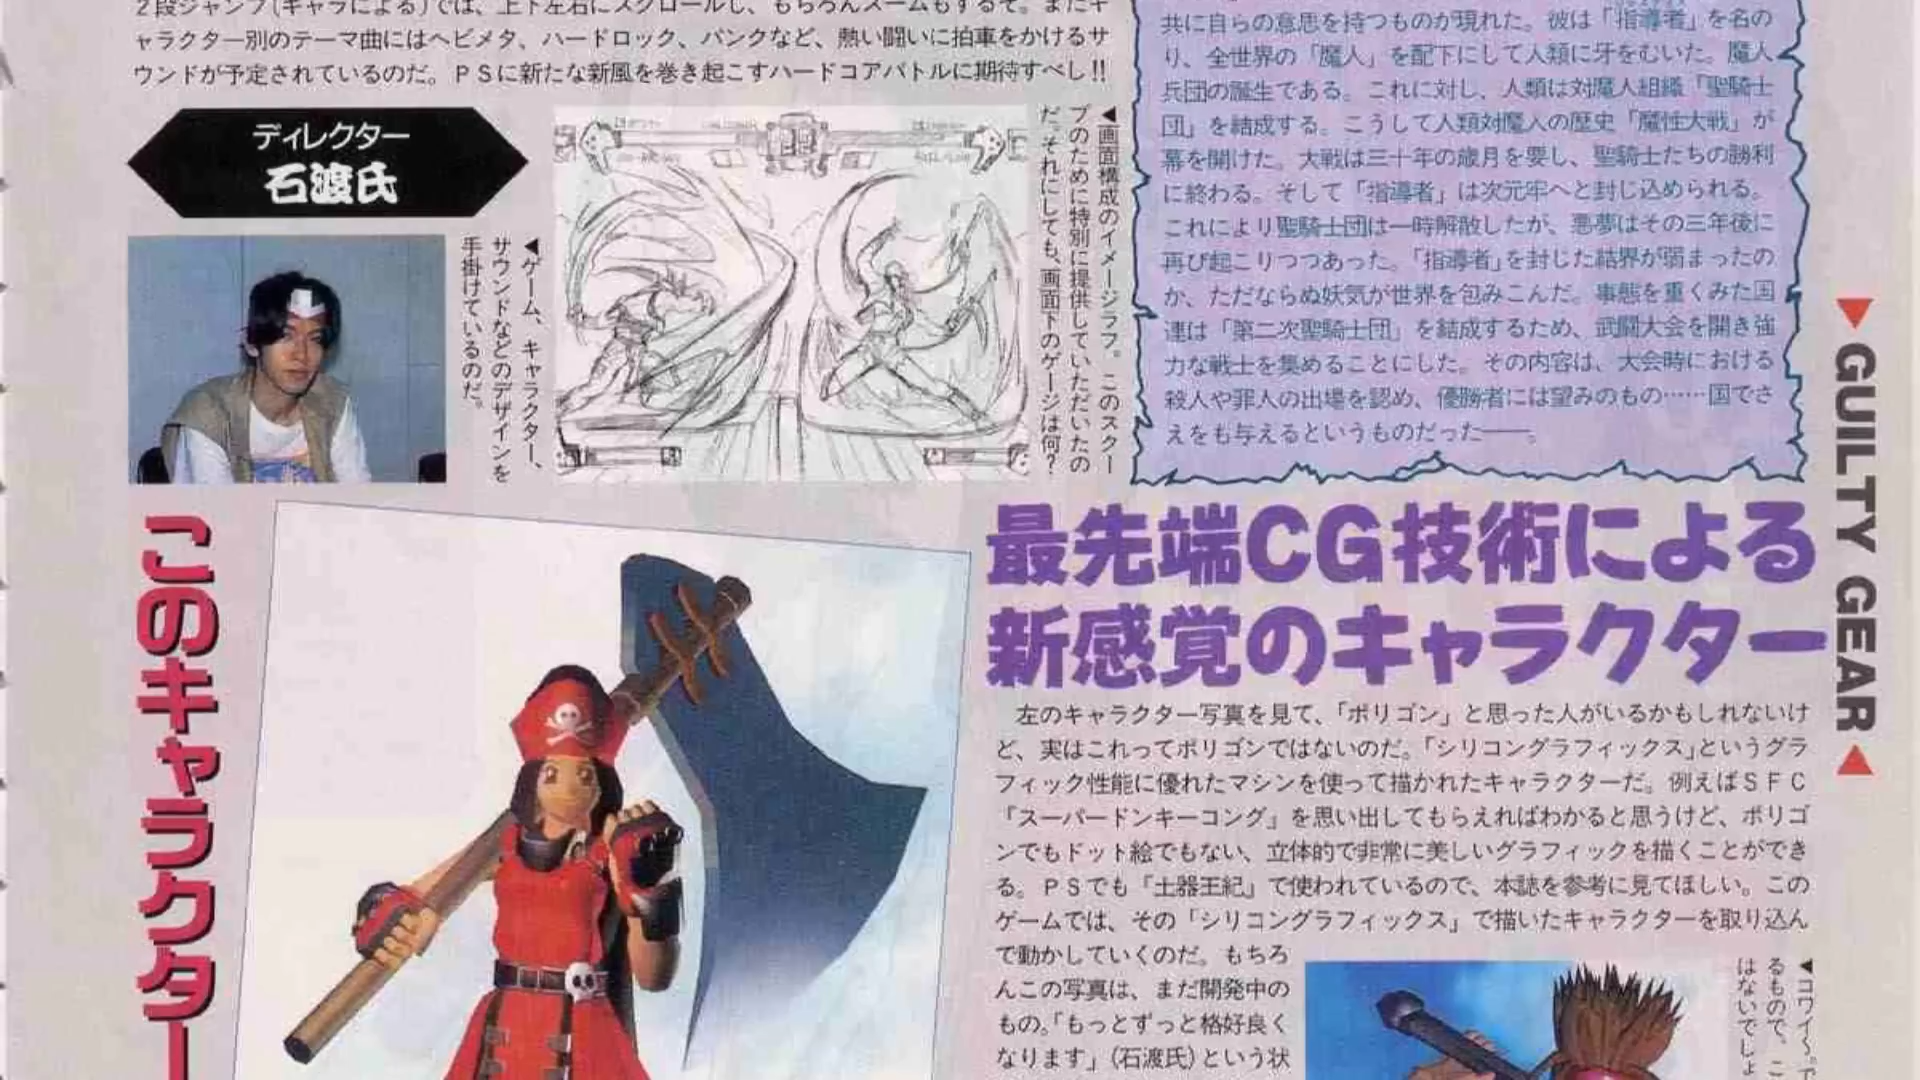 ２段ジャンプ(キャラによる)では、上下左右にスクロールし、もちろんズームもするぞ。またキ
ャラクター別のテーマ曲にはヘビメタ、ハードロック、パンクなど、熱い闘いに拍車をかけるサ
ウンドが予定されているのだ。ＰＳに新たな新風を巻き起こすハードコアバトルに期待すべし!!
ディレクター
石渡氏
◀ゲーム、キャラクター、
サウンドなどのデザインを
手掛けているのだ。
◀画面構成のイメージラフ。このスクー
プのために特別に提供していただいたの
だ。それにしても、画面下のゲージは何?
共に自らの意思を持つものが現れた。彼は「指導者」を名の
り、全世界の「魔人」を配下にして人類に牙をむいた。魔人
兵団の誕生である。これに対し、人類は対魔人組織「聖騎士
団」を結成する。こうして人類対魔人の歴史「魔性大戦」が
幕を開けた。大戦は三十年の歳月を要し、聖騎士たちの勝利
に終わる。そして「指導者」は次元牢へと封じ込められる。
これにより聖騎士団は一時解散したが、悪夢はその三年後に
再び起こりつつあった。「指導者」を封じた結界が弱まったの
か、ただならぬ妖気が世界を包みこんだ。事態を重くみた国
連は「第二次聖騎士団」を結成するため、武闘大会を開き強
力な戦士を集めることにした。その内容は、大会時における
殺人や罪人の出場を認め、優勝者には望みのもの……国でさ
えをも与えるというものだった──。
▶GUILTY GEAR◀
このキャラクター
最先端CG技術による
新感覚のキャラクター
左のキャラクター写真を見て、「ポリゴン」と思った人がいるかもしれないけ
ど、実はこれってポリゴンではないのだ。「シリコングラフィックス」というグラ
フィック性能に優れたマシンを使って描かれたキャラクターだ。例えばＳＦＣ
『スーパードンキーコング』を思い出してもらえればわかると思うけど、ポリゴ
ンでもドット絵でもない、立体的で非常に美しいグラフィックを描くことができ
る。ＰＳでも『土器王紀』で使われているので、本誌を参考に見てほしい。この
ゲームでは、その「シリコングラフィックス」で描いたキャラクターを取り込ん
で動かしていくのだ。もちろ
んこの写真は、まだ開発中の
もの。「もっとずっと格好良く
なります」(石渡氏)という状
◀コワイ～。で
るもので、こ
はないでしょ